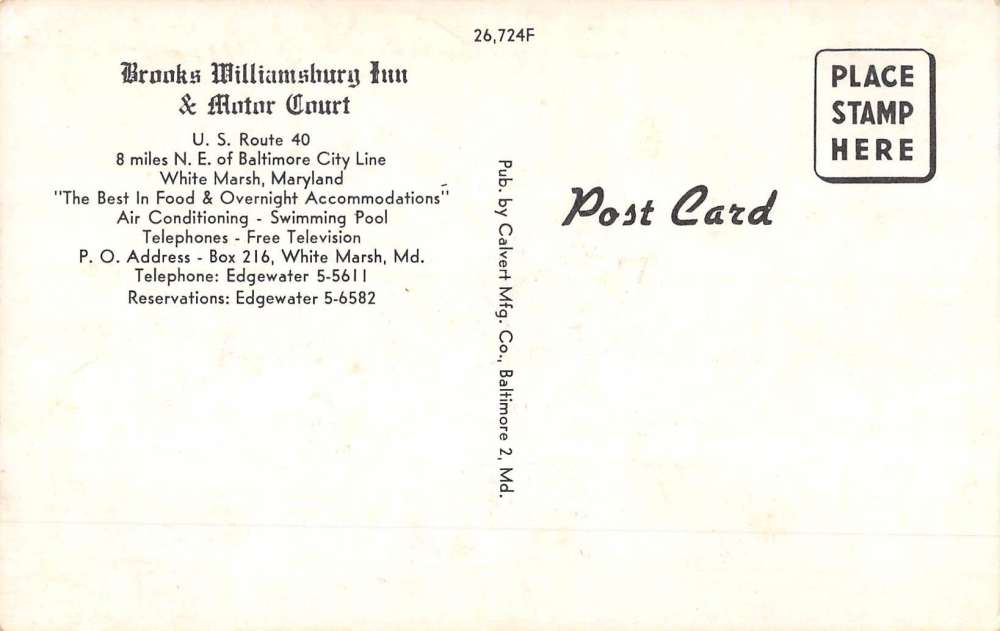 26,724F
Brooks Williamsburg Inn
& Motor Court
U. S. Route 40
8 miles N. E. of Baltimore City Line
White Marsh, Maryland
"The Best In Food & Overnight Accommodations"
Air Conditioning - Swimming Pool
Telephones - Free Television
P. O. Address - Box 216, White Marsh, Md.
Telephone: Edgewater 5-5611
Reservations: Edgewater 5-6582
Pub. by Calvert Mfg. Co., Baltimore 2, Md.
PLACE
STAMP
HERE
Post Card